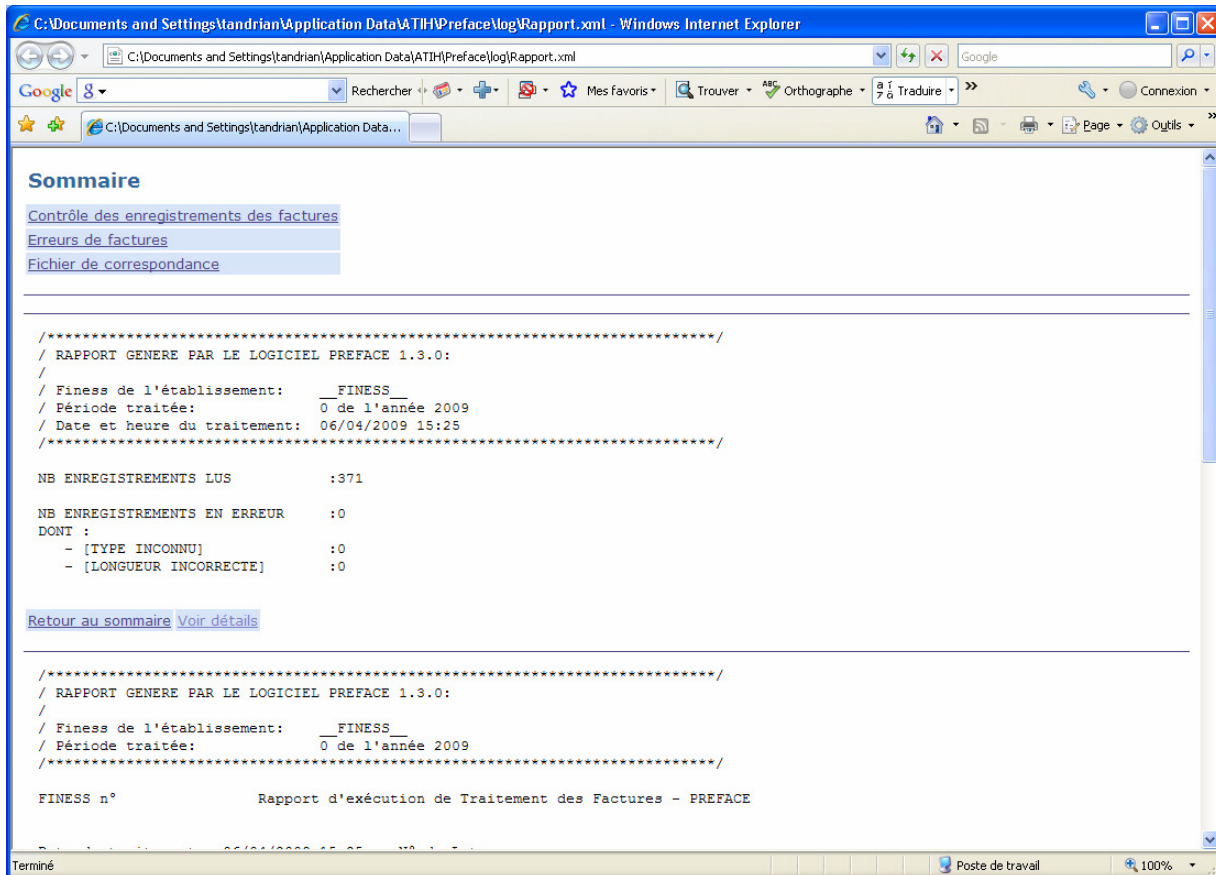 C:\Documents and Settings\tandrian\Application Data\ATIH\Preface\log\Rapport.xml - Windows Internet Explorer
C:\Documents and Settings\tandrian\Application Data\ATIH\Preface\log\Rapport.xml Google
Google Rechercher Mes favoris Trouver ABC Orthographe Traduire » Connexion
C:\Documents and Settings\tandrian\Application Data... Page Outils »
Sommaire
Contrôle des enregistrements des factures
Erreurs de factures
Fichier de correspondance
/****************************************************************************/
/ RAPPORT GENERE PAR LE LOGICIEL PREFACE 1.3.0:
/
/ Finess de l'établissement: __FINESS__
/ Période traitée: 0 de l'année 2009
/ Date et heure du traitement: 06/04/2009 15:25
/****************************************************************************/
NB ENREGISTREMENTS LUS :371
NB ENREGISTREMENTS EN ERREUR :0
DONT :
- [TYPE INCONNU] :0
- [LONGUEUR INCORRECTE] :0
Retour au sommaire Voir détails
/****************************************************************************/
/ RAPPORT GENERE PAR LE LOGICIEL PREFACE 1.3.0:
/
/ Finess de l'établissement: __FINESS__
/ Période traitée: 0 de l'année 2009
/****************************************************************************/
FINESS n° Rapport d'exécution de Traitement des Factures - PREFACE
Terminé Poste de travail 100%